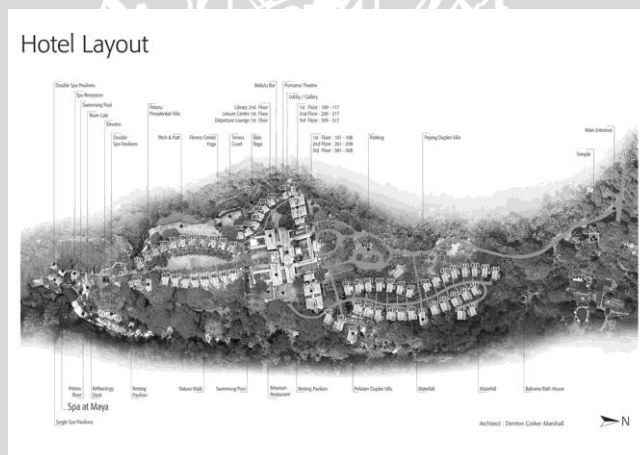 Hotel Layout
Double Spa Pavilions
Spa Reception
Swimming Pool
River Café
Elevator
Double
Spa Pavilions
Petanu
Presidential Villa
Pitch & Putt
Fitness Center
Yoga
Tennis
Court
Bale
Library 2nd Floor
Leisure Centre 1st Floor
Departure Lounge 1st Floor
Bedulu Bar
Purnama Theatre
Lobby / Gallery
1st Floor : 109 - 117
2nd Floor : 209 - 217
3rd Floor : 309 - 317
1st Floor : 101 - 108
2nd Floor : 201 - 208
3rd Floor : 301 - 308
Parking
Pejeng Duplex Villa
Main Entrance
Temple
Petanu
River
Reflexology
Deck
Resting
Pavilion
Nature Walk
Swimming Pool
Maya
Restaurant
Resting Pavilion
Peliatan Duplex Villa
Waterfall
Waterfall
Balinese Bath House
Spa at Maya
Single Spa Pavilions
Architect : Denton Corker Marshall
N